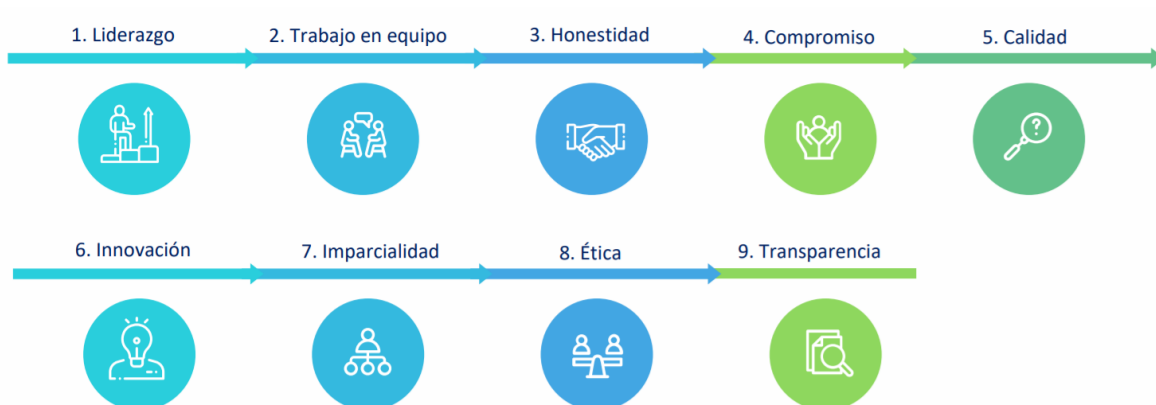 1. Liderazgo
2. Trabajo en equipo
3. Honestidad
4. Compromiso
5. Calidad
?
6. Innovación
7. Imparcialidad
8. Ética
9. Transparencia